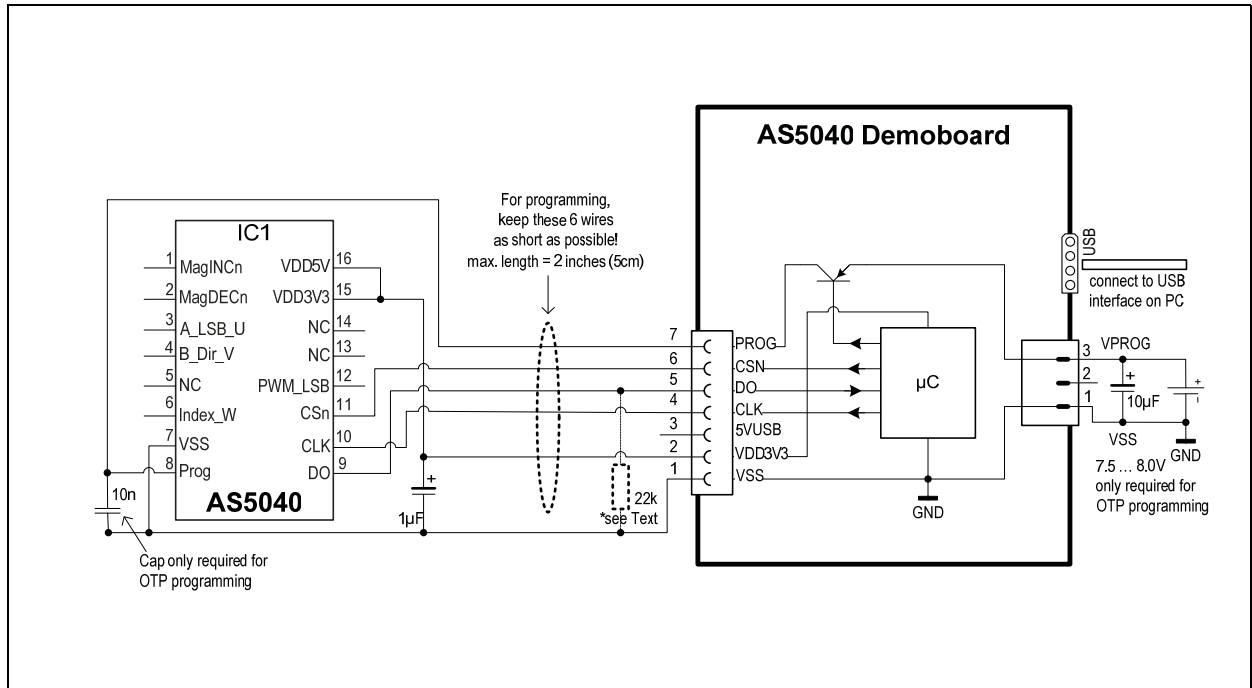 AS5040 Demoboard
For programming,
keep these 6 wires
as short as possible!
max. length = 2 inches (5cm)
IC1
1 MagINCn
2 MagDECn
3 A_LSB_U
4 B_Dir_V
5 NC
6 Index_W
7 VSS
8 Prog
VDD5V 16
VDD3V3 15
NC 14
NC 13
PWM_LSB 12
CSn 11
CLK 10
DO 9
AS5040
10n
Cap only required for
OTP programming
+
1µF
22k
*see Text
7 PROG
6 CSN
5 DO
4 CLK
3 5VUSB
2 VDD3V3
1 VSS
µC
GND
USB
connect to USB
interface on PC
3 VPROG
2
1
+
10µF
+
-
VSS
GND
7.5 ... 8.0V
only required for
OTP programming